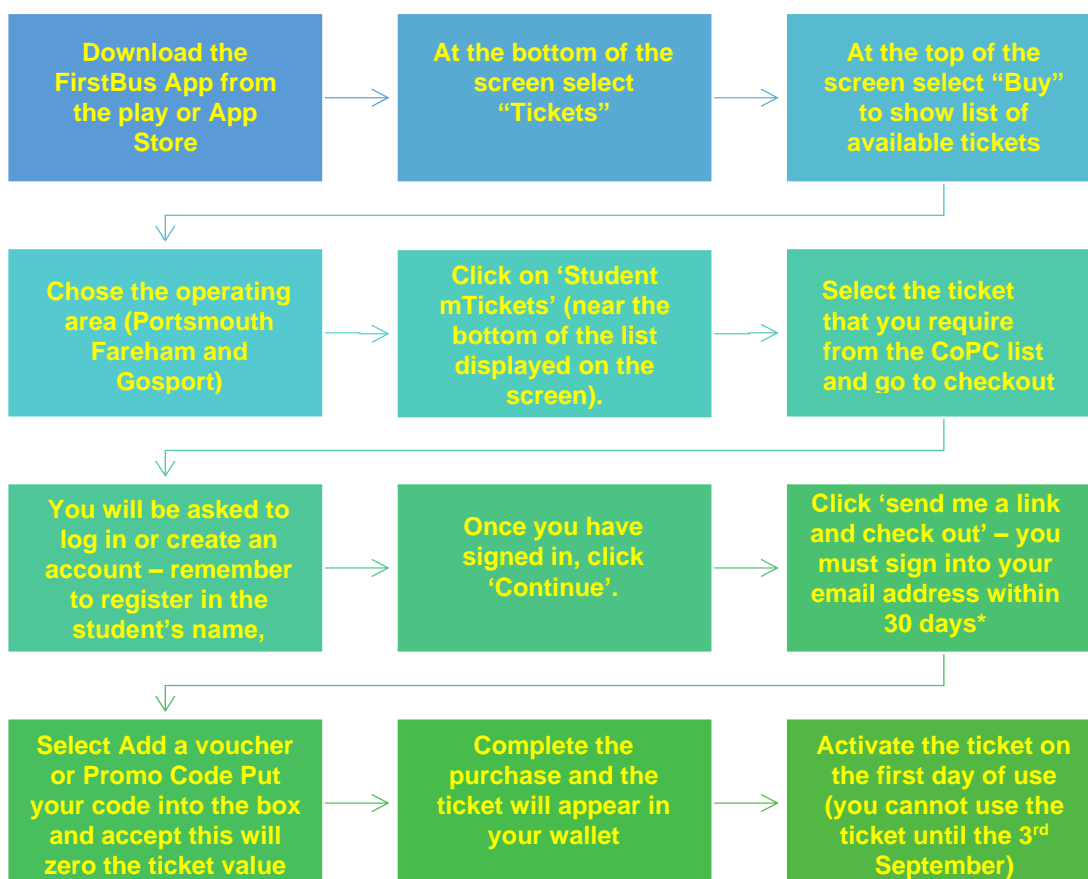 Download the
FirstBus App from
the play or App
Store
At the bottom of the
screen select
“Tickets”
At the top of the
screen select “Buy”
to show list of
available tickets
Chose the operating
area (Portsmouth
Fareham and
Gosport)
Click on ‘Student
mTickets’ (near the
bottom of the list
displayed on the
screen).
Select the ticket
that you require
from the CoPC list
and go to checkout
You will be asked to
log in or create an
account – remember
to register in the
student’s name,
Once you have
signed in, click
‘Continue’.
Click ‘send me a link
and check out’ – you
must sign into your
email address within
30 days*
Select Add a voucher
or Promo Code Put
your code into the box
and accept this will
zero the ticket value
Complete the
purchase and the
ticket will appear in
your wallet
Activate the ticket on
the first day of use
(you cannot use the
ticket until the 3rd
September)